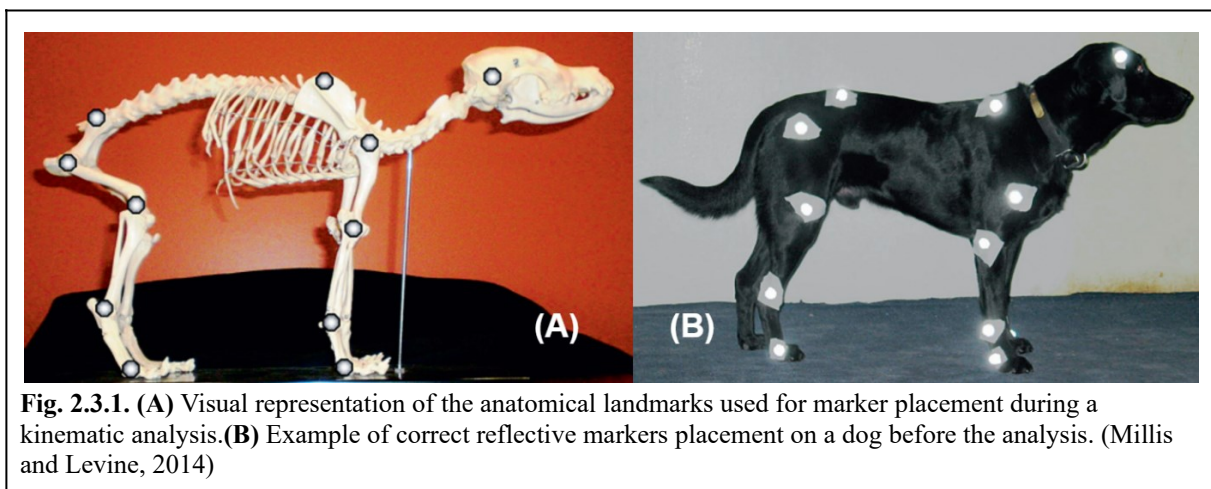 (A)
(B)
Fig. 2.3.1. (A) Visual representation of the anatomical landmarks used for marker placement during a
kinematic analysis.(B) Example of correct reflective markers placement on a dog before the analysis. (Millis
and Levine, 2014)